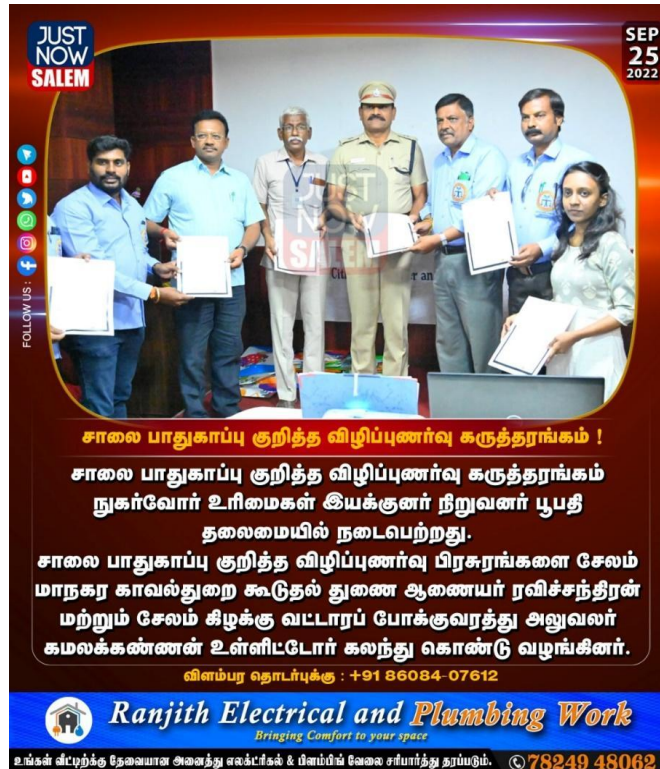 JUST
NOW
SALEM
SEP
25
2022
JUST
NOW
SALEM
FOLLOW US :
சாலை பாதுகாப்பு குறித்த விழிப்புணர்வு கருத்தரங்கம் !
சாலை பாதுகாப்பு குறித்த விழிப்புணர்வு கருத்தரங்கம்
நுகர்வோர் உரிமைகள் இயக்குனர் நிறுவனர் பூபதி
தலைமையில் நடைபெற்றது.
சாலை பாதுகாப்பு குறித்த விழிப்புணர்வு பிரசுரங்களை சேலம்
மாநகர காவல்துறை கூடுதல் துணை ஆணையர் ரவிச்சந்திரன்
மற்றும் சேலம் கிழக்கு வட்டாரப் போக்குவரத்து அலுவலர்
கமலக்கண்ணன் உள்ளிட்டோர் கலந்து கொண்டு வழங்கினர்.
விளம்பர தொடர்புக்கு : +91 86084-07612
Ranjith Electrical and Plumbing Work
Bringing Comfort to your space
உங்கள் வீட்டிற்க்கு தேவையான அனைத்து எலக்ட்ரிகல் & பிளம்பிங் வேலை சரிபார்த்து தரப்படும். 78249 48062